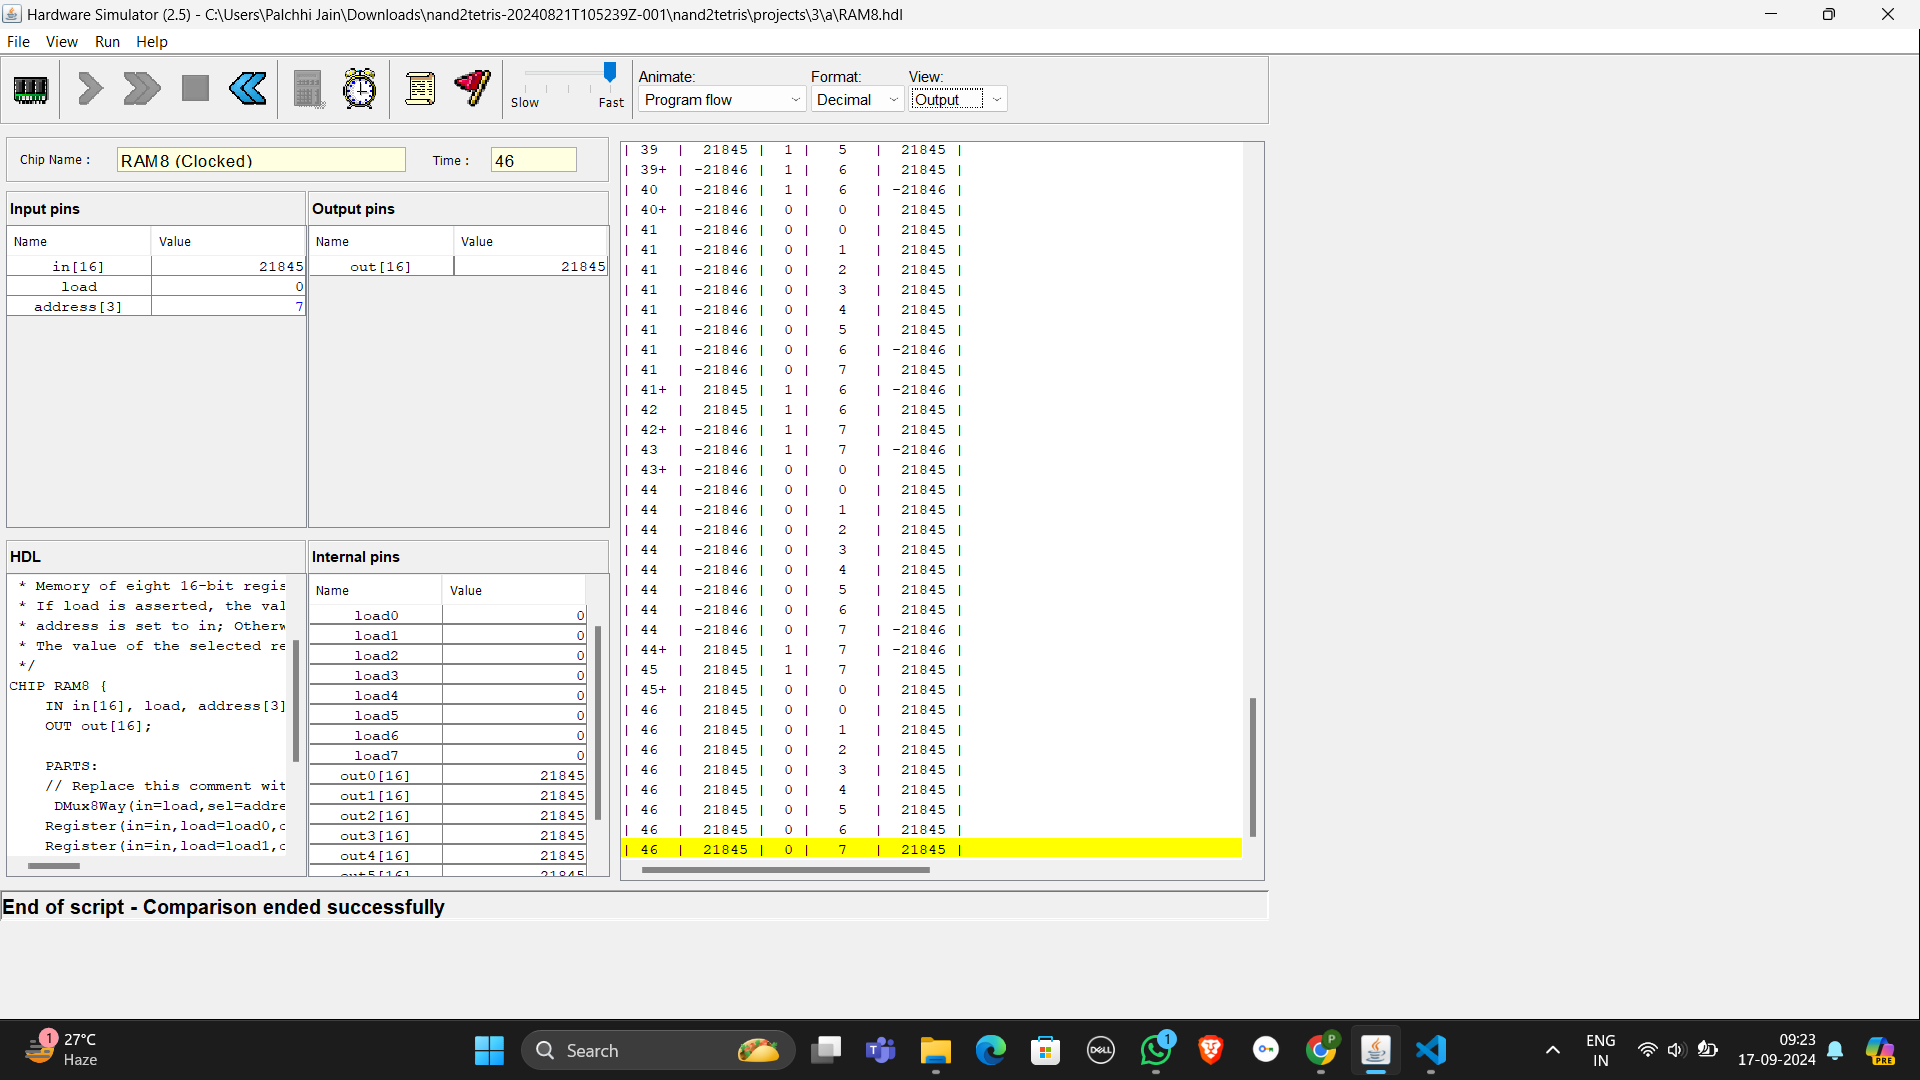 Hardware Simulator (2.5) - C:\Users\Palchhi Jain\Downloads\nand2tetris-20240821T105239Z-001\nand2tetris\projects\3\a\RAM8.hdl
File View Run Help
Slow Fast
Animate: Format: View:
Program flow Decimal Output
Chip Name : RAM8 (Clocked) Time : 46
Input pins
Name Value
in[16] 21845
load 0
address[3] 7
Output pins
Name Value
out[16] 21845
HDL
* Memory of eight 16-bit regis
* If load is asserted, the val
* address is set to in; Otherw
* The value of the selected re
*/
CHIP RAM8 {
IN in[16], load, address[3]
OUT out[16];
PARTS:
// Replace this comment wit
DMux8Way(in=load,sel=addre
Register(in=in,load=load0,o
Register(in=in,load=load1,o
Internal pins
Name Value
load0 0
load1 0
load2 0
load3 0
load4 0
load5 0
load6 0
load7 0
out0[16] 21845
out1[16] 21845
out2[16] 21845
out3[16] 21845
out4[16] 21845
out5[16] 21845
| 39 | 21845 | 1 | 5 | 21845 |
| 39+ | -21846 | 1 | 6 | 21845 |
| 40 | -21846 | 1 | 6 | -21846 |
| 40+ | -21846 | 0 | 0 | 21845 |
| 41 | -21846 | 0 | 0 | 21845 |
| 41 | -21846 | 0 | 1 | 21845 |
| 41 | -21846 | 0 | 2 | 21845 |
| 41 | -21846 | 0 | 3 | 21845 |
| 41 | -21846 | 0 | 4 | 21845 |
| 41 | -21846 | 0 | 5 | 21845 |
| 41 | -21846 | 0 | 6 | -21846 |
| 41 | -21846 | 0 | 7 | 21845 |
| 41+ | 21845 | 1 | 6 | -21846 |
| 42 | 21845 | 1 | 6 | 21845 |
| 42+ | -21846 | 1 | 7 | 21845 |
| 43 | -21846 | 1 | 7 | -21846 |
| 43+ | -21846 | 0 | 0 | 21845 |
| 44 | -21846 | 0 | 0 | 21845 |
| 44 | -21846 | 0 | 1 | 21845 |
| 44 | -21846 | 0 | 2 | 21845 |
| 44 | -21846 | 0 | 3 | 21845 |
| 44 | -21846 | 0 | 4 | 21845 |
| 44 | -21846 | 0 | 5 | 21845 |
| 44 | -21846 | 0 | 6 | 21845 |
| 44 | -21846 | 0 | 7 | -21846 |
| 44+ | 21845 | 1 | 7 | -21846 |
| 45 | 21845 | 1 | 7 | 21845 |
| 45+ | 21845 | 0 | 0 | 21845 |
| 46 | 21845 | 0 | 0 | 21845 |
| 46 | 21845 | 0 | 1 | 21845 |
| 46 | 21845 | 0 | 2 | 21845 |
| 46 | 21845 | 0 | 3 | 21845 |
| 46 | 21845 | 0 | 4 | 21845 |
| 46 | 21845 | 0 | 5 | 21845 |
| 46 | 21845 | 0 | 6 | 21845 |
| 46 | 21845 | 0 | 7 | 21845 |
End of script - Comparison ended successfully
1
27°C
Haze
Search
DELL
1
P
ENG
IN
09:23
17-09-2024
PRE